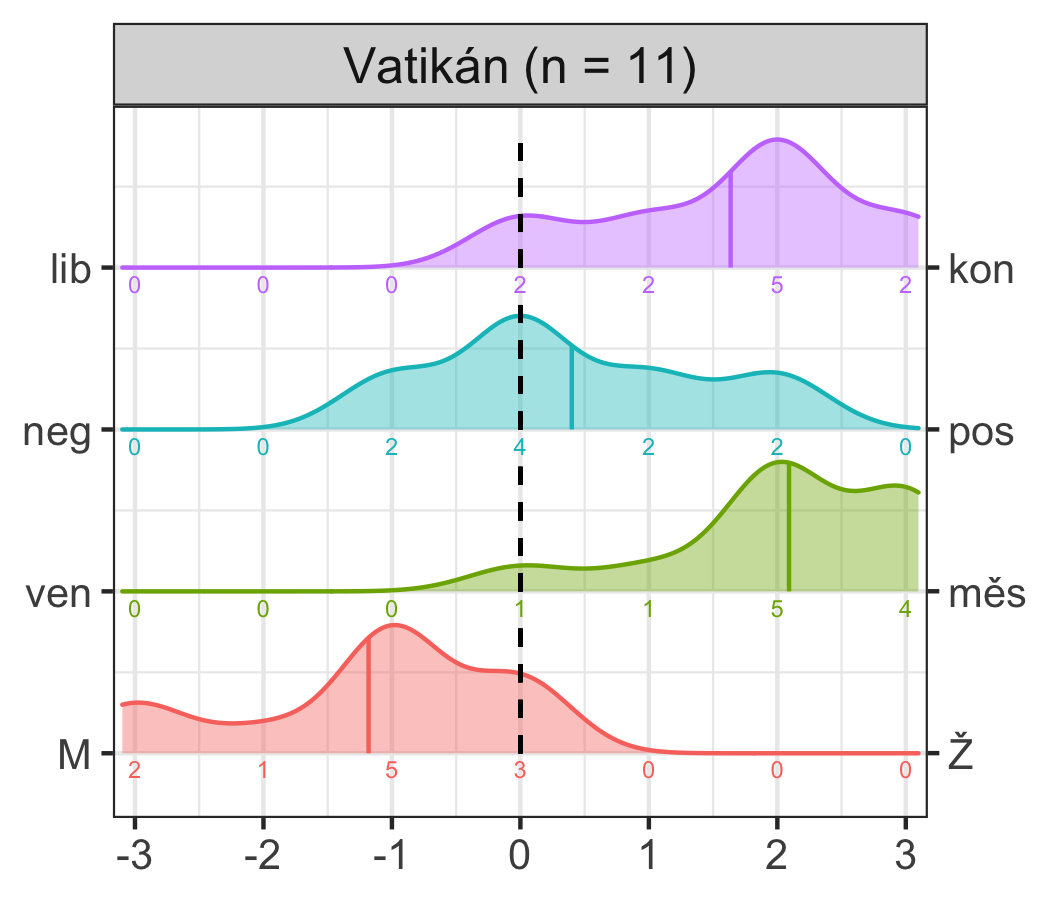 Vatikán (n = 11)
lib kon
0 0 0 2 2 5 2
neg pos
0 0 2 4 2 2 0
ven měs
0 0 0 1 1 5 4
M Ž
2 1 5 3 0 0 0
-3 -2 -1 0 1 2 3